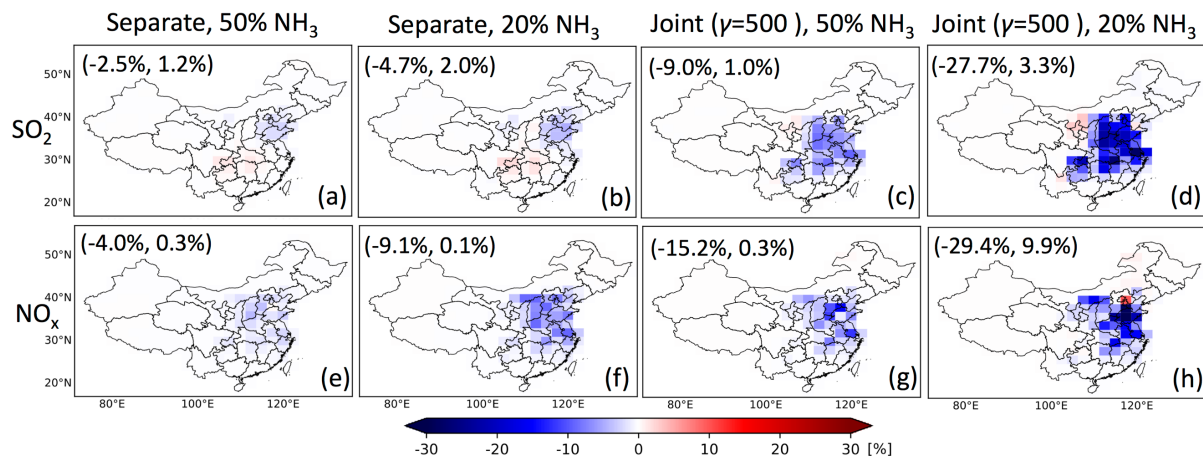 Separate, 50% NH₃
Separate, 20% NH₃
Joint (γ=500 ), 50% NH₃
Joint (γ=500 ), 20% NH₃
SO₂
50°N
40°N
30°N
20°N
(-2.5%, 1.2%)
(a)
(-4.7%, 2.0%)
(b)
(-9.0%, 1.0%)
(c)
(-27.7%, 3.3%)
(d)
NOₓ
50°N
40°N
30°N
20°N
(-4.0%, 0.3%)
(e)
(-9.1%, 0.1%)
(f)
(-15.2%, 0.3%)
(g)
(-29.4%, 9.9%)
(h)
80°E 100°E 120°E
80°E 100°E 120°E
80°E 100°E 120°E
80°E 100°E 120°E
-30 -20 -10 0 10 20 30 [%]